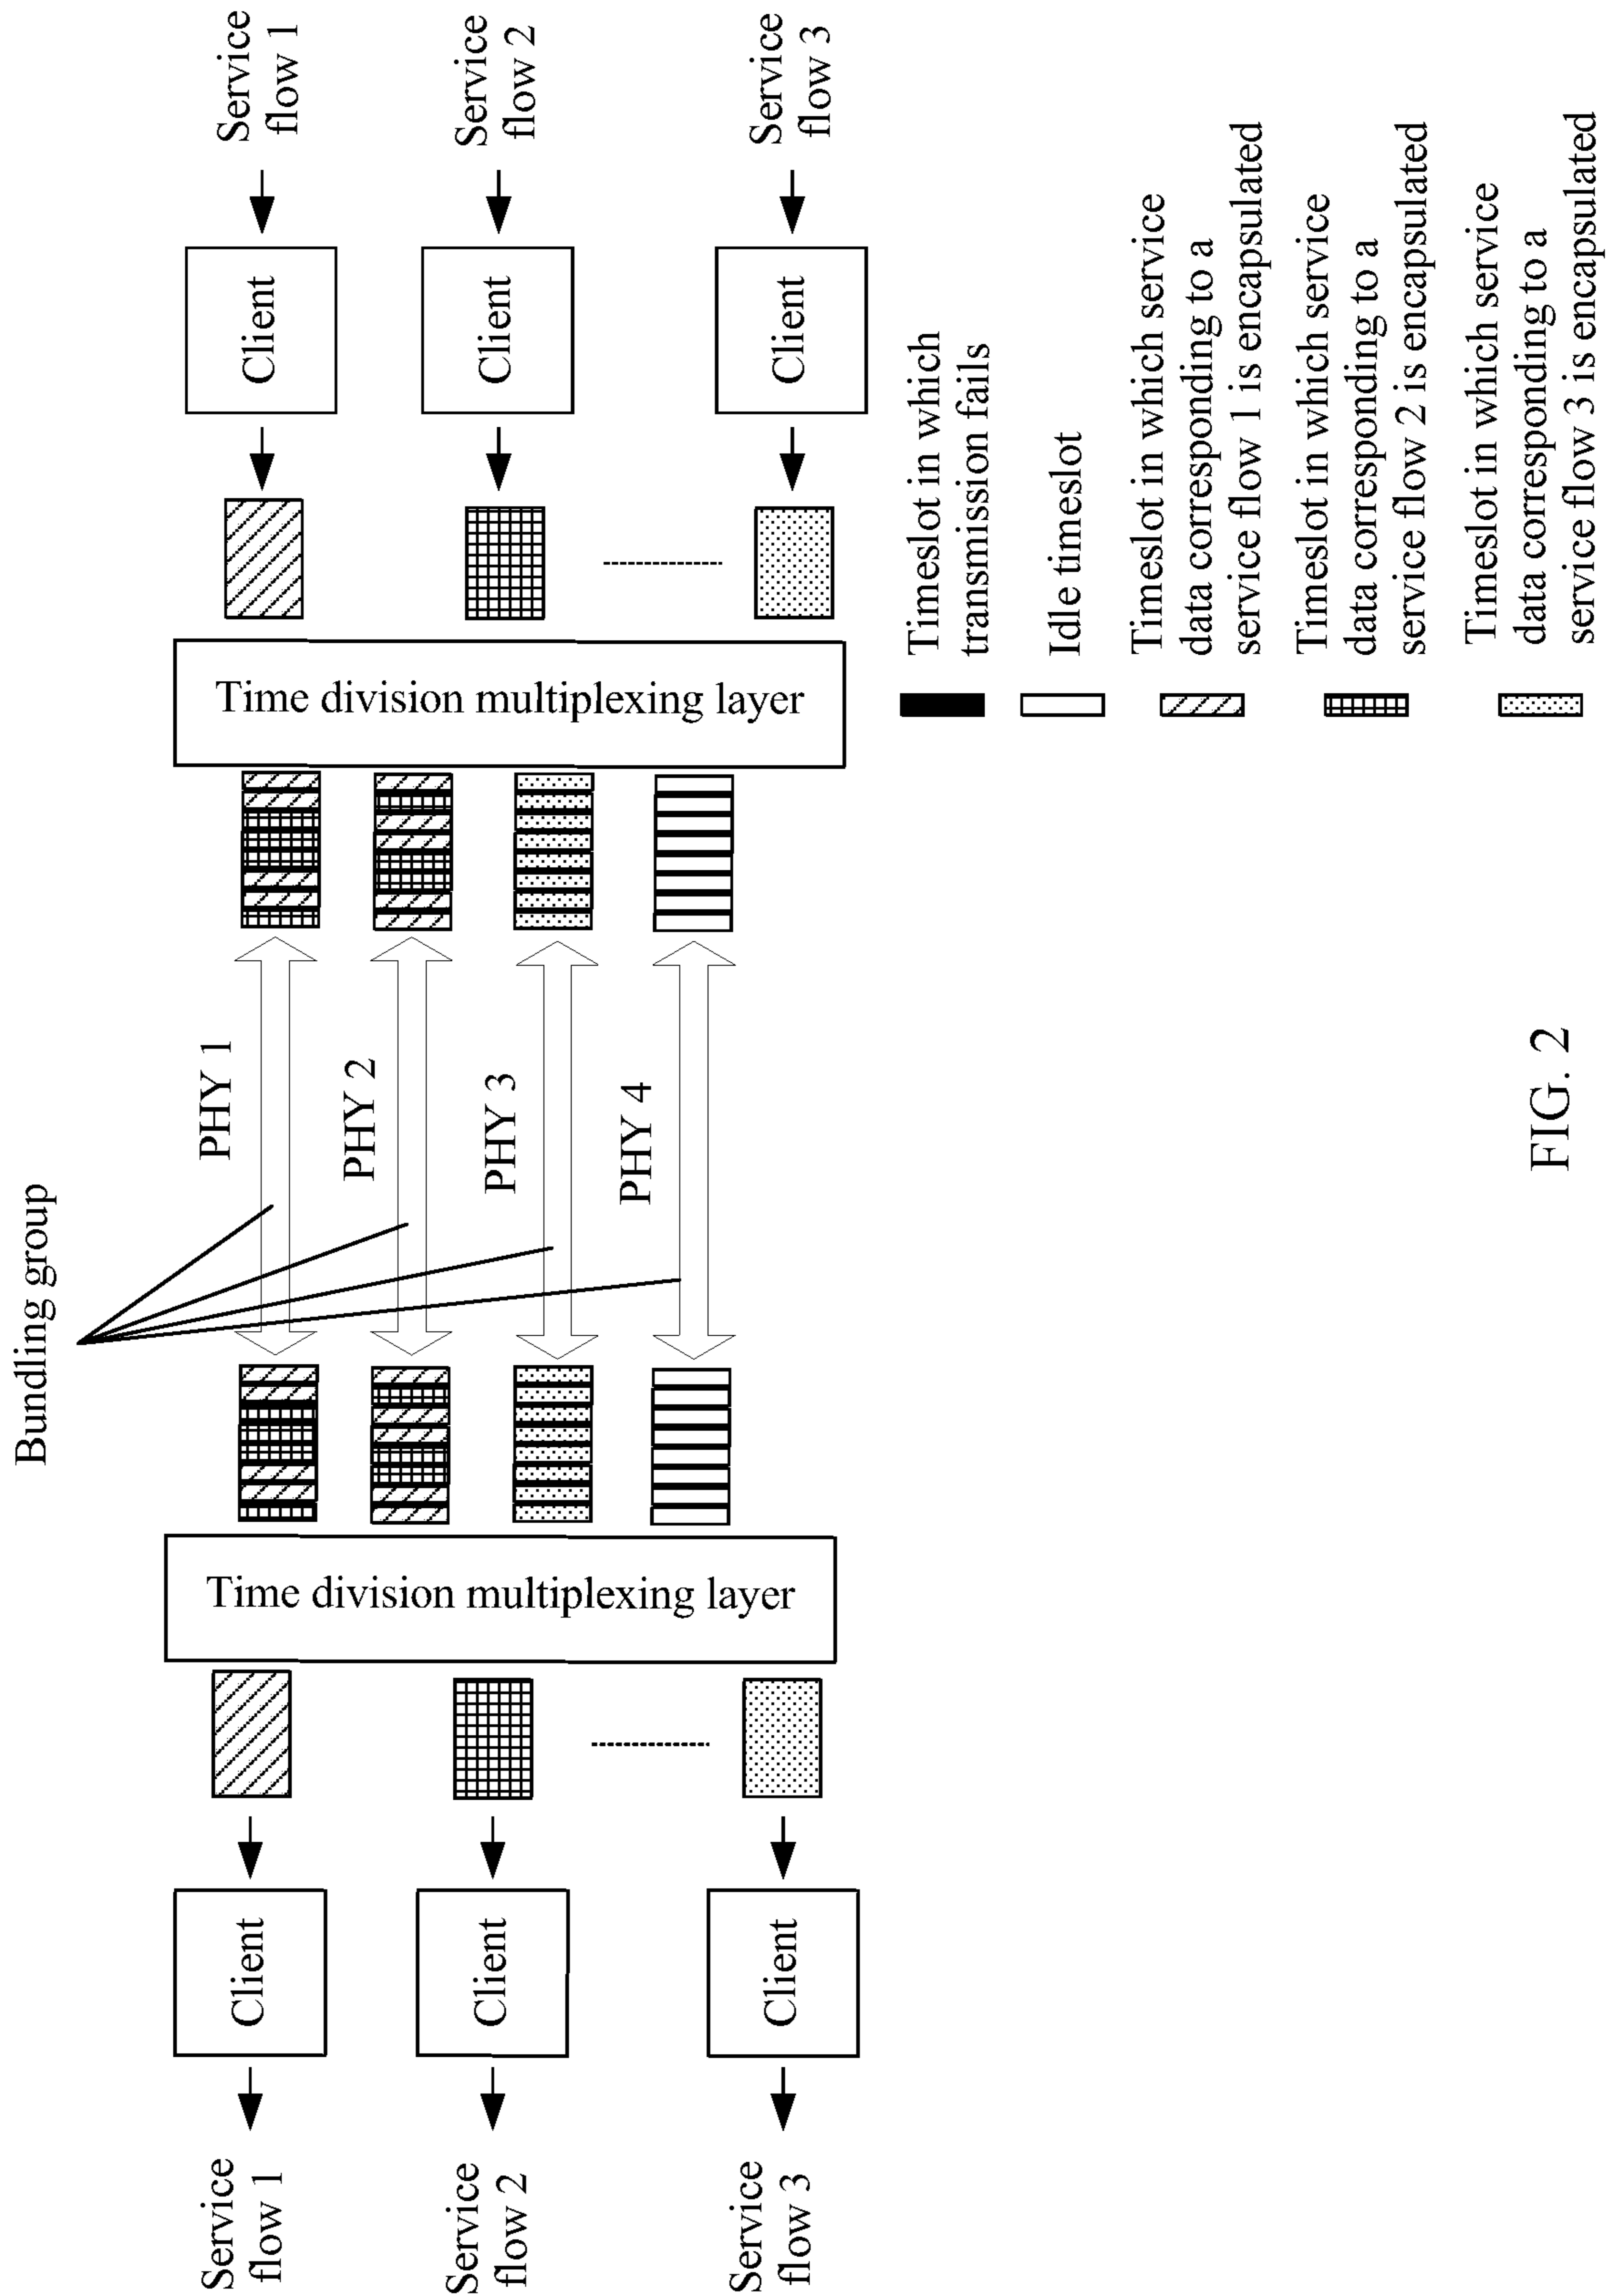 Bundling group
Service
flow 1
Client
Time division multiplexing layer
PHY 1
Client
Service
flow 1
Service
flow 2
Client
PHY 2
Client
Service
flow 2
PHY 3
PHY 4
Time division multiplexing layer
Service
flow 3
Client
Client
Service
flow 3
Timeslot in which
transmission fails
Idle timeslot
Timeslot in which service
data corresponding to a
service flow 1 is encapsulated
Timeslot in which service
data corresponding to a
service flow 2 is encapsulated
Timeslot in which service
data corresponding to a
service flow 3 is encapsulated
FIG. 2